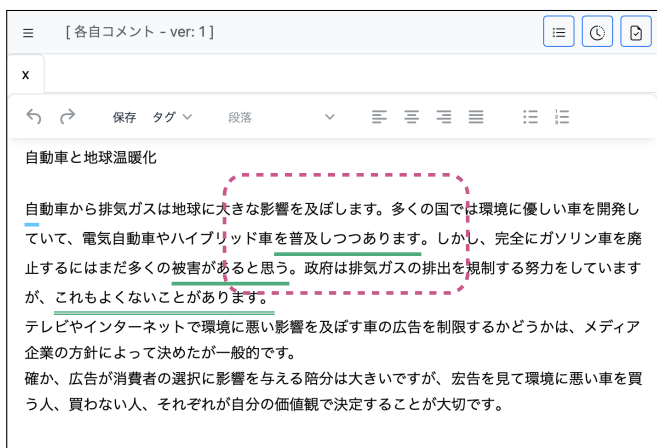 [ 各自コメント - ver: 1 ]
x
保存 タグ 段落
自動車と地球温暖化
自動車から排気ガスは地球に大きな影響を及ぼします。多くの国では環境に優しい車を開発し
ていて、電気自動車やハイブリッド車を普及しつつあります。しかし、完全にガソリン車を廃
止するにはまだ多くの被害があると思う。政府は排気ガスの排出を規制する努力をしています
が、これもよくないことがあります。
テレビやインターネットで環境に悪い影響を及ぼす車の広告を制限するかどうかは、メディア
企業の方針によって決めたが一般的です。
確か、広告が消費者の選択に影響を与える陪分は大きいですが、宏告を見て環境に悪い車を買
う人、買わない人、それぞれが自分の価値観で決定することが大切です。